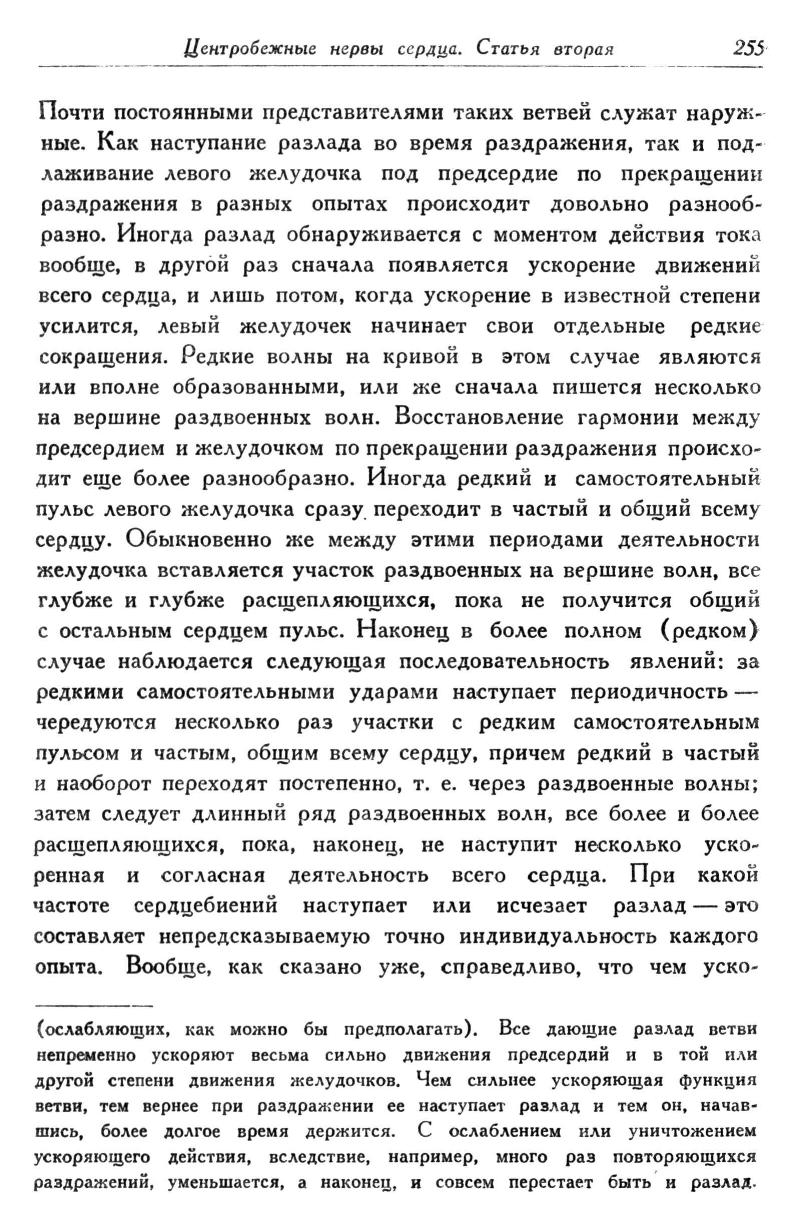 Центробежные нервы сердца. Статья вторая 255
Почти постоянными представителями таких ветвей служат наруж-
ные. Как наступание разлада во время раздражения, так и под-
лаживание левого желудочка под предсердие по прекращении
раздражения в разных опытах происходит довольно разнооб-
разно. Иногда разлад обнаруживается с моментом действия тока
вообще, в другой раз сначала появляется ускорение движений
всего сердца, и лишь потом, когда ускорение в известной степени
усилится, левый желудочек начинает свои отдельные редкие
сокращения. Редкие волны на кривой в этом случае являются
или вполне образованными, или же сначала пишется несколько
на вершине раздвоенных волн. Восстановление гармонии между
предсердием и желудочком по прекращении раздражения происхо-
дит еще более разнообразно. Иногда редкий и самостоятельный
пульс левого желудочка сразу переходит в частый и общий всему
сердцу. Обыкновенно же между этими периодами деятельности
желудочка вставляется участок раздвоенных на вершине волн, все
глубже и глубже расщепляющихся, пока не получится общий
с остальным сердцем пульс. Наконец в более полном (редком)
случае наблюдается следующая последовательность явлений: за
редкими самостоятельными ударами наступает периодичность —
чередуются несколько раз участки с редким самостоятельным
пульсом и частым, общим всему сердцу, причем редкий в частый
и наоборот переходят постепенно, т. е. через раздвоенные волны;
затем следует длинный ряд раздвоенных волн, все более и более
расщепляющихся, пока, наконец, не наступит несколько уско-
ренная и согласная деятельность всего сердца. При какой
частоте сердцебиений наступает или исчезает разлад — это
составляет непредсказываемую точно индивидуальность каждого
опыта. Вообще, как сказано уже, справедливо, что чем уско-
(ослабляющих, как можно бы предполагать). Все дающие разлад ветви
непременно ускоряют весьма сильно движения предсердий и в той или
другой степени движения желудочков. Чем сильнее ускоряющая функция
ветви, тем вернее при раздражении ее наступает разлад и тем он, начав-
шись, более долгое время держится. С ослаблением или уничтожением
ускоряющего действия, вследствие, например, много раз повторяющихся
раздражений, уменьшается, а наконец, и совсем перестает быть и разлад.